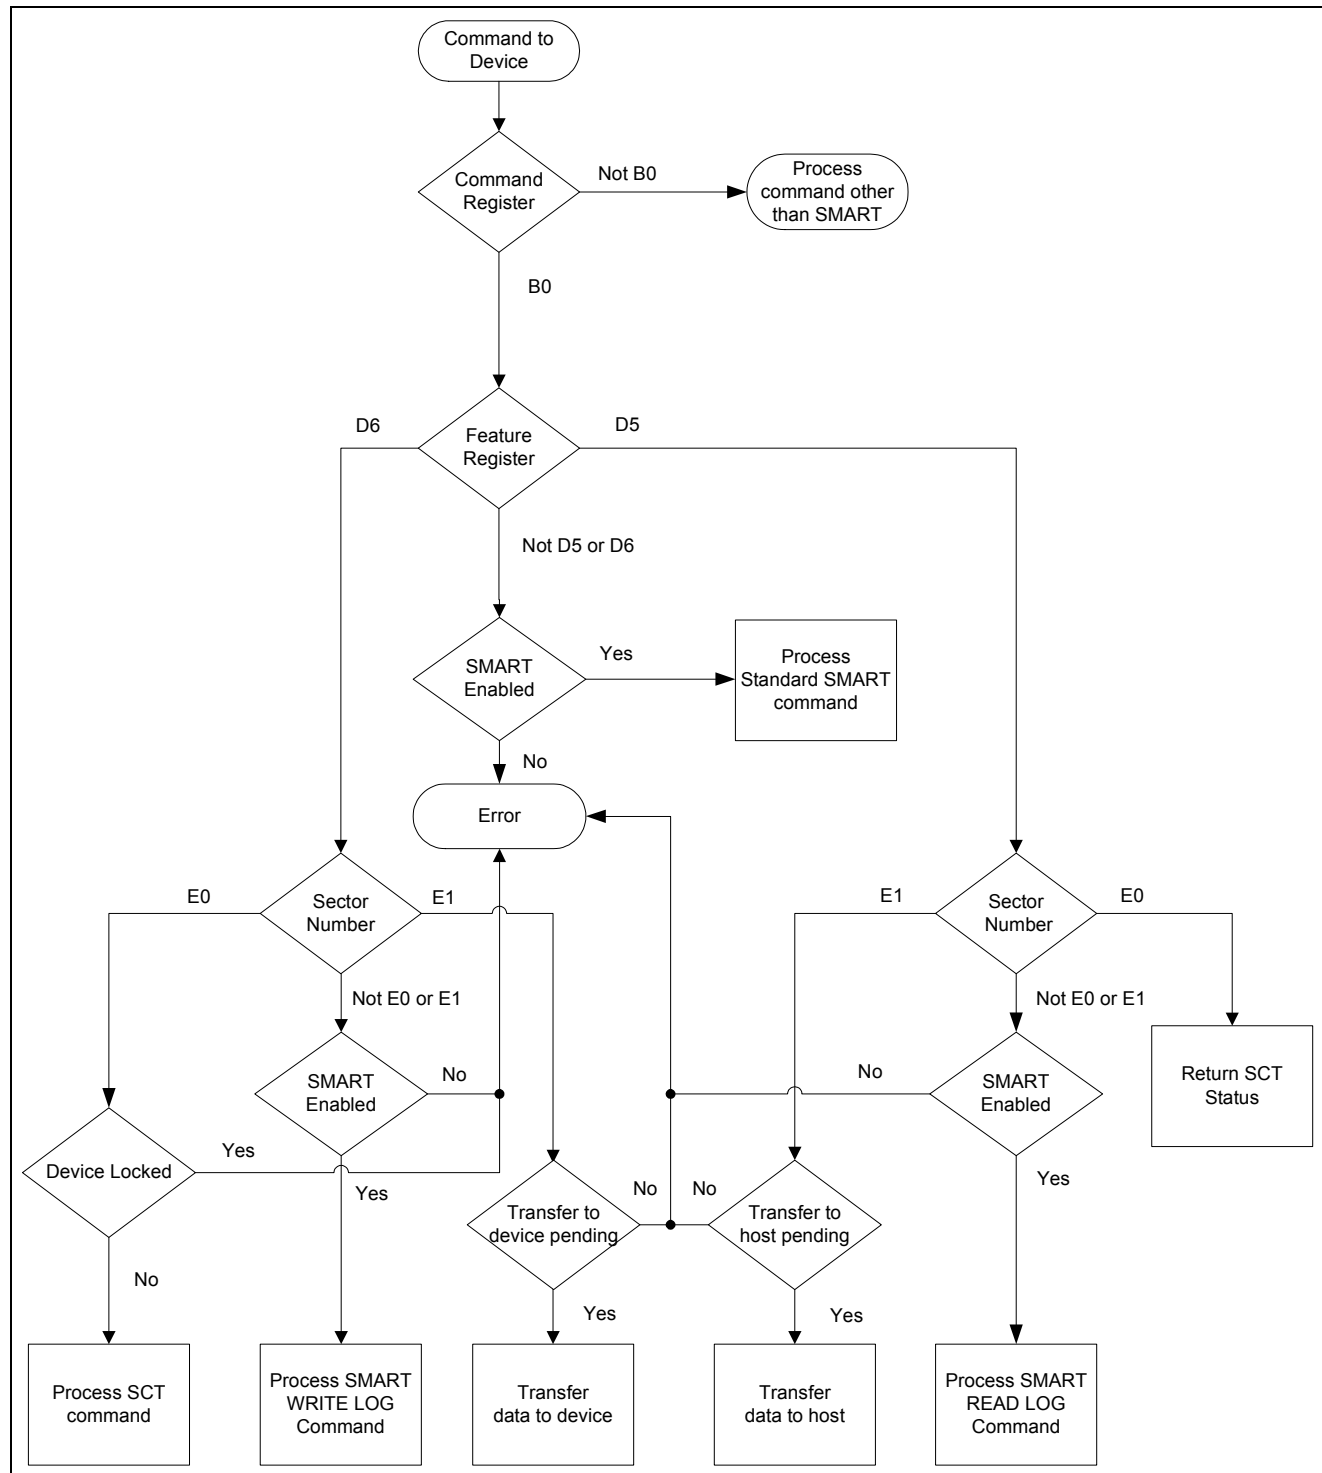 Command to
Device
Command
Register
Not B0
Process
command other
than SMART
B0
D6
Feature
Register
D5
Not D5 or D6
SMART
Enabled
Yes
Process
Standard SMART
command
No
Error
E0
Sector
Number
E1
E1
Sector
Number
E0
Not E0 or E1
Not E0 or E1
SMART
Enabled
No
No
SMART
Enabled
Return SCT
Status
Device Locked
Yes
Yes
No
No
Yes
Transfer to
device pending
Transfer to
host pending
No
Yes
Yes
Process SCT
command
Process SMART
WRITE LOG
Command
Transfer
data to device
Transfer
data to host
Process SMART
READ LOG
Command